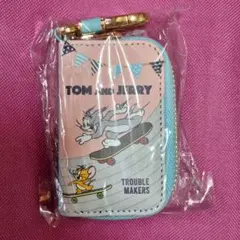 TOM AND JERRY
TROUBLE
MAKERS